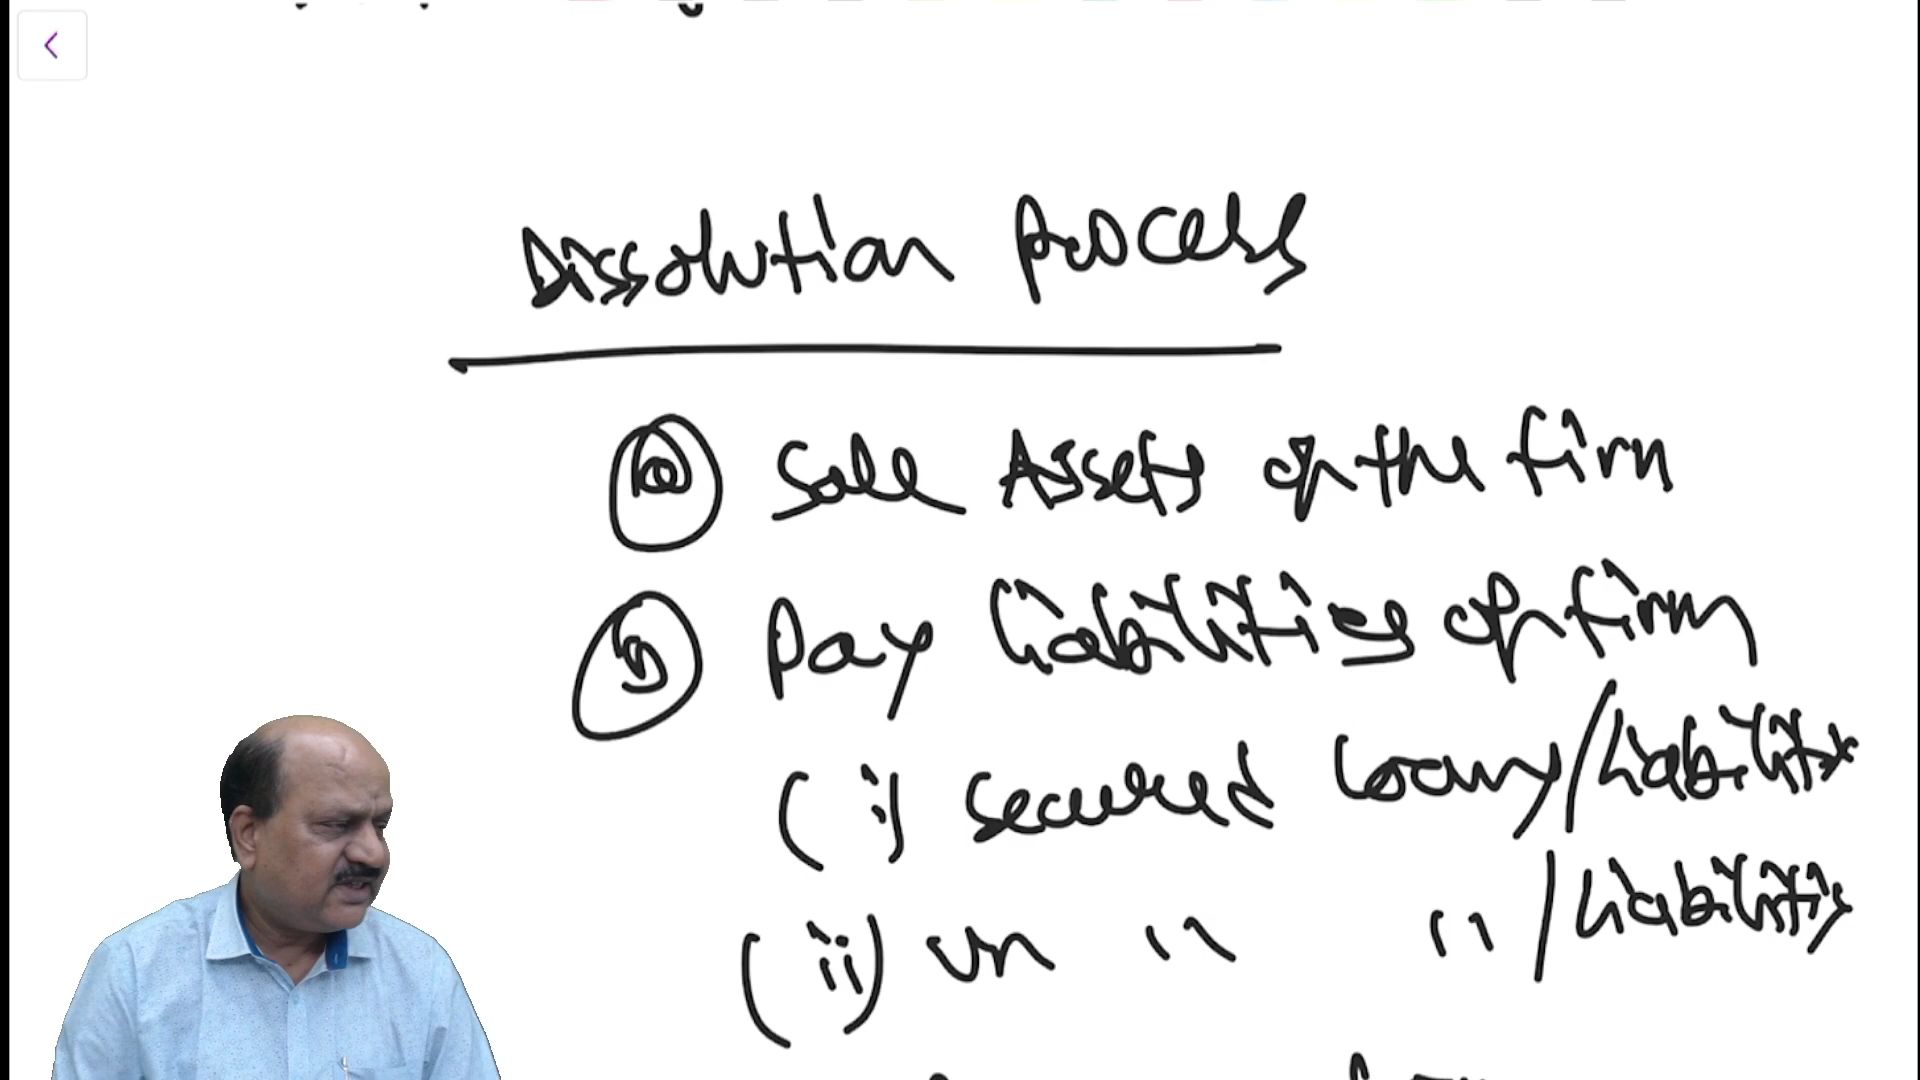 Dissolution Process
(a) Sale Assets of the firm
(b) Pay liabilities of firm
(i) secured loans/liabilities
(ii) un " " /liabilities